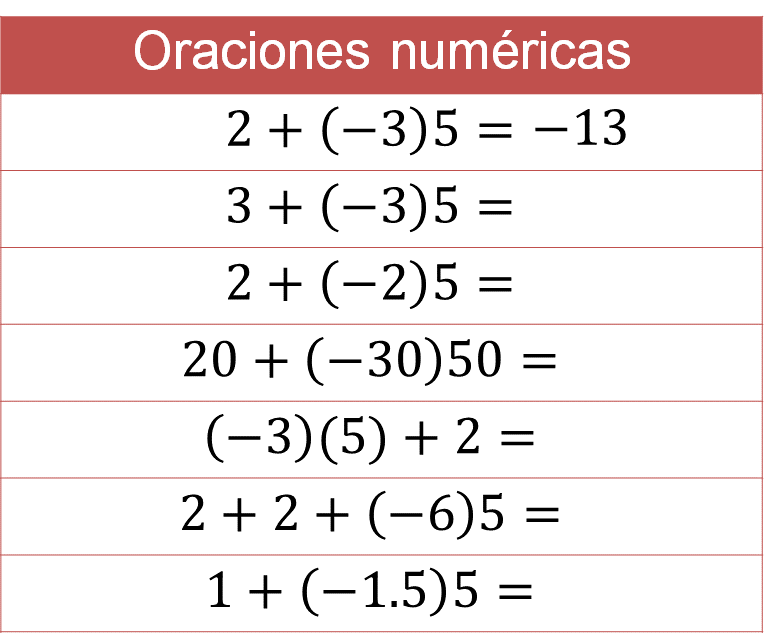 Oraciones numéricas
2 + (−3)5 = −13
3 + (−3)5 =
2 + (−2)5 =
20 + (−30)50 =
(−3)(5) + 2 =
2 + 2 + (−6)5 =
1 + (−1.5)5 =